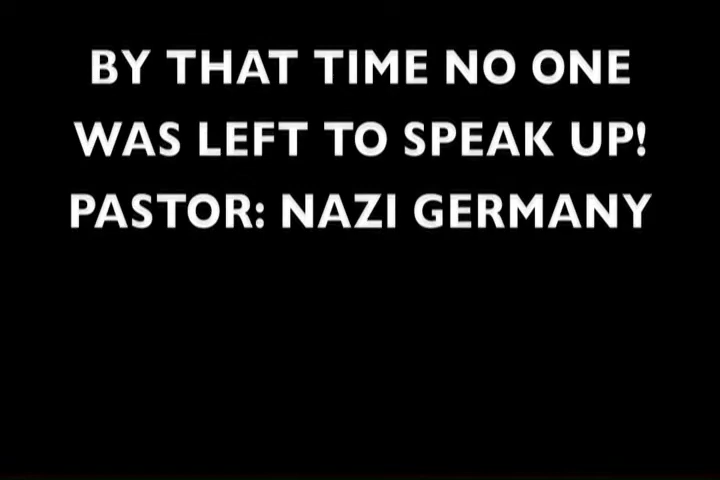 BY THAT TIME NO ONE
WAS LEFT TO SPEAK UP!
PASTOR: NAZI GERMANY